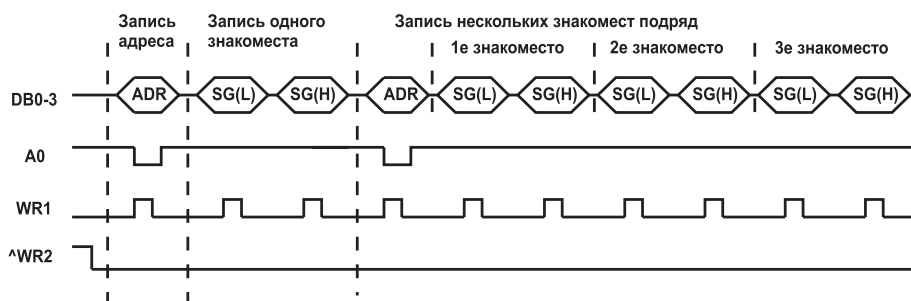 Запись адреса
Запись одного знакоместа
Запись нескольких знакомест подряд
1е знакоместо 2е знакоместо 3е знакоместо
DB0-3 ADR SG(L) SG(H) ADR SG(L) SG(H) SG(L) SG(H) SG(L) SG(H)
A0
WR1
^WR2